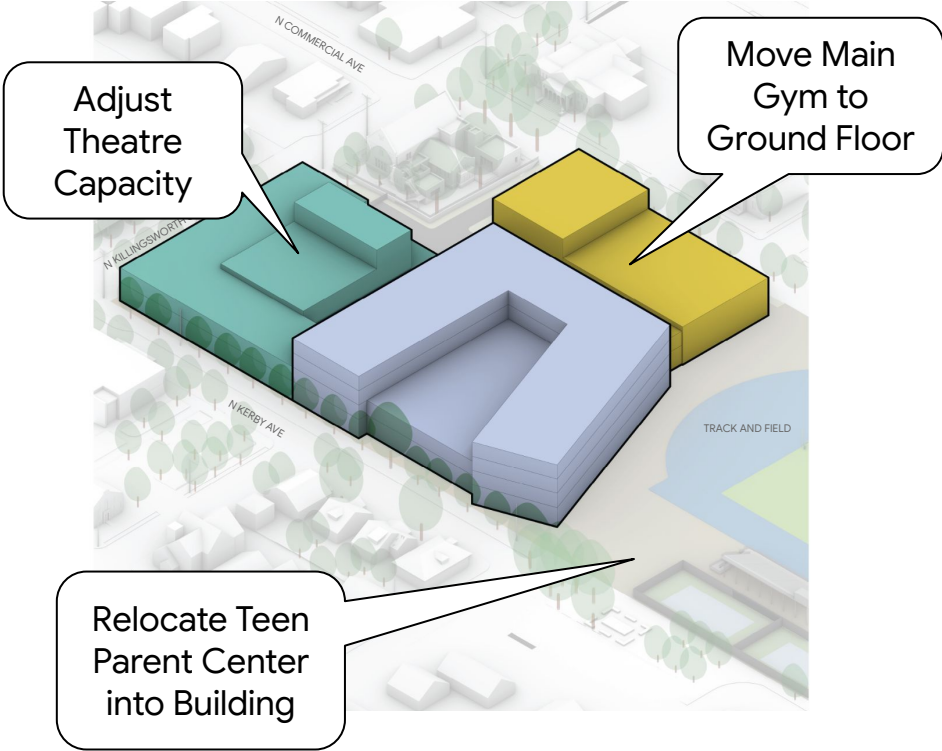 N COMMERCIAL AVE
Adjust
Theatre
Capacity
Move Main
Gym to
Ground Floor
N KILLINGSWORTH
N KERBY AVE
TRACK AND FIELD
Relocate Teen
Parent Center
into Building